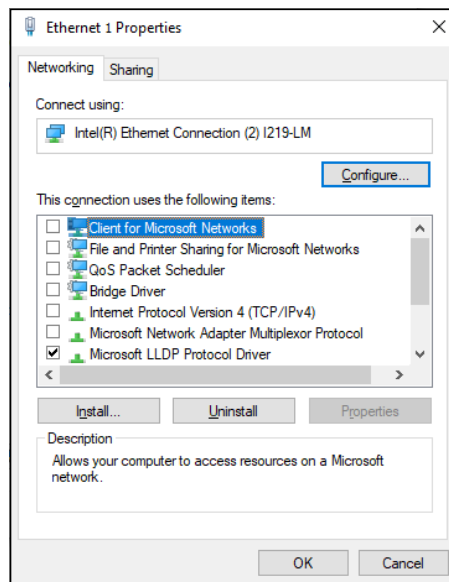 Ethernet 1 Properties
Networking
Sharing
Connect using:
Intel(R) Ethernet Connection (2) I219-LM
Configure...
This connection uses the following items:
Client for Microsoft Networks
File and Printer Sharing for Microsoft Networks
QoS Packet Scheduler
Bridge Driver
Internet Protocol Version 4 (TCP/IPv4)
Microsoft Network Adapter Multiplexor Protocol
Microsoft LLDP Protocol Driver
Install...
Uninstall
Properties
Description
Allows your computer to access resources on a Microsoft
network.
OK
Cancel